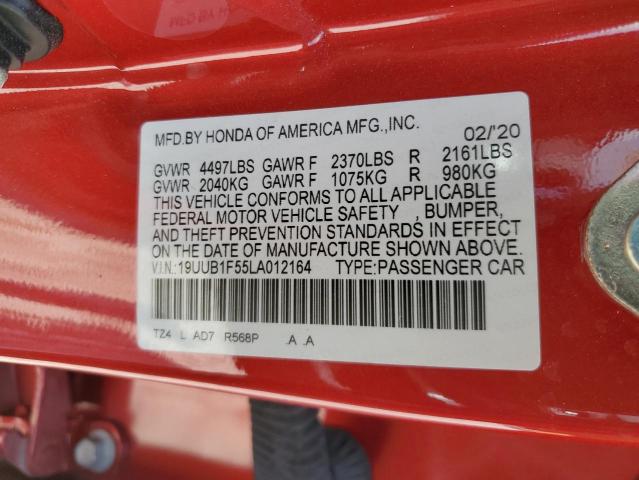 MFD.BY HONDA OF AMERICA MFG.,INC. 02/'20
GVWR 4497LBS GAWR F 2370LBS R 2161LBS
GVWR 2040KG GAWR F 1075KG R 980KG
THIS VEHICLE CONFORMS TO ALL APPLICABLE
FEDERAL MOTOR VEHICLE SAFETY , BUMPER,
AND THEFT PREVENTION STANDARDS IN EFFECT
ON THE DATE OF MANUFACTURE SHOWN ABOVE.
V.I.N.:19UUB1F55LA012164 TYPE:PASSENGER CAR
TZ4 L AD7 R568P .A .A